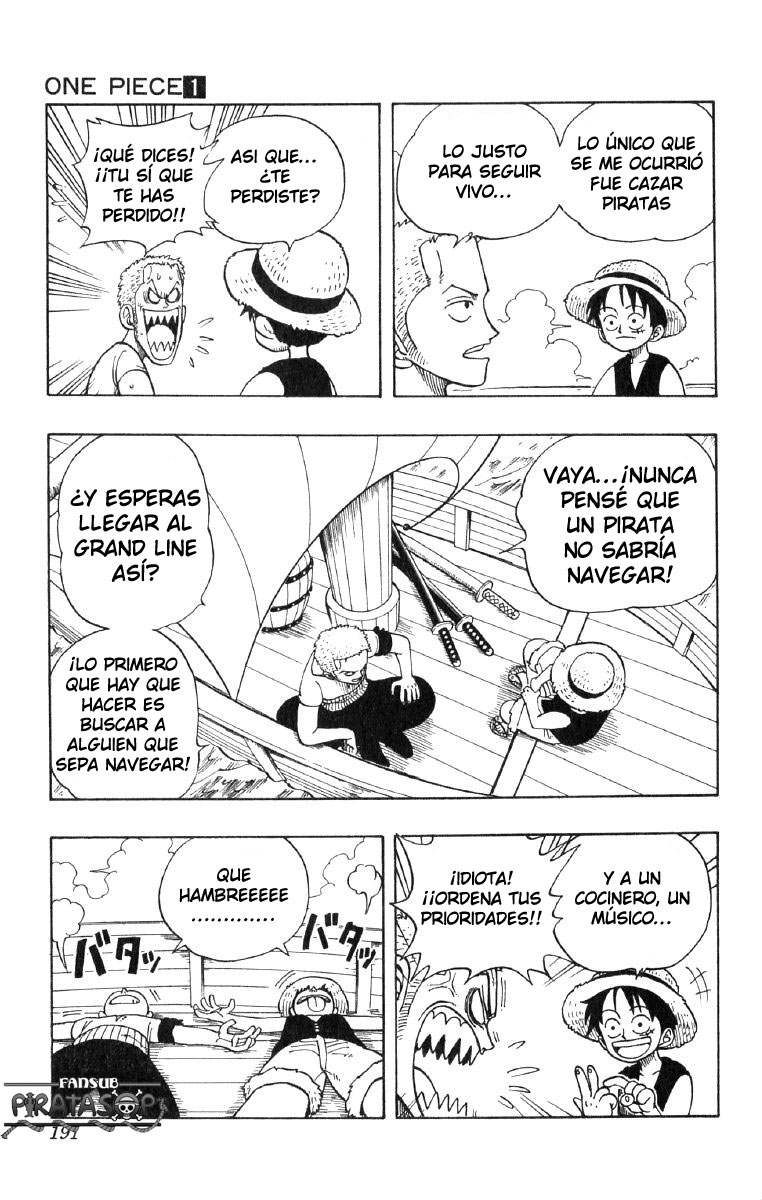 ONE PIECE 1
LO ÚNICO QUE
SE ME OCURRIÓ
FUE CAZAR
PIRATAS
LO JUSTO
PARA SEGUIR
VIVO...
ASI QUE...
¿TE
PERDISTE?
¡QUÉ DICES!
¡¡TU SÍ QUE
TE HAS
PERDIDO!!
VAYA...¡NUNCA
PENSÉ QUE
UN PIRATA
NO SABRÍA
NAVEGAR!
¿Y ESPERAS
LLEGAR AL
GRAND LINE
ASÍ?
¡LO PRIMERO
QUE HAY QUE
HACER ES
BUSCAR A
ALGUIEN QUE
SEPA NAVEGAR!
Y A UN
COCINERO, UN
MÚSICO...
¡IDIOTA!
¡¡ORDENA TUS
PRIORIDADES!!
QUE
HAMBREEEEE
.............
バタッ
バタッ
FANSUB
PIRATASOP
191